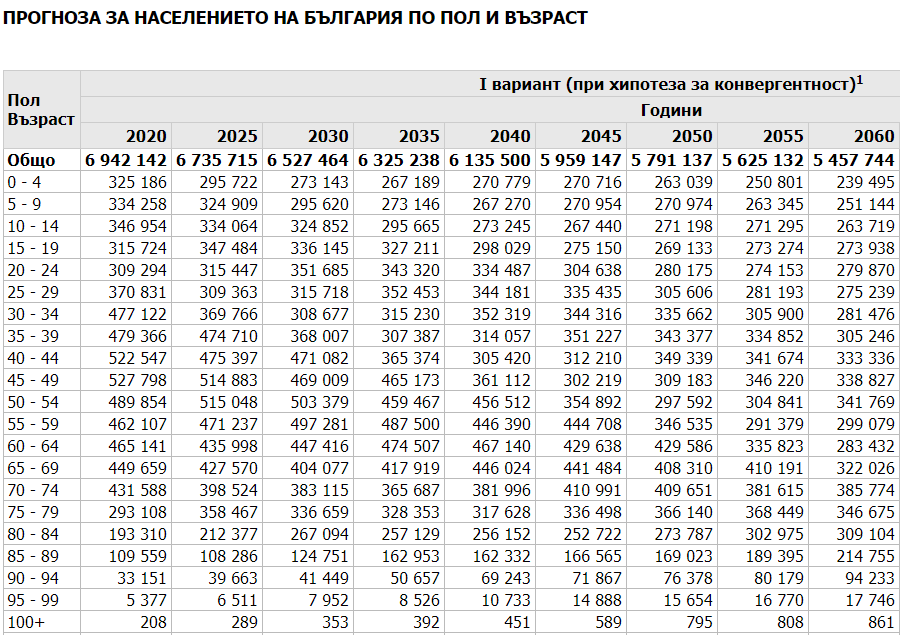 ПРОГНОЗА ЗА НАСЕЛЕНИЕТО НА БЪЛГАРИЯ ПО ПОЛ И ВЪЗРАСТ
Пол Възраст
I вариант (при хипотеза за конвергентност)1
Години
2020 2025 2030 2035 2040 2045 2050 2055 2060
Общо 6 942 142 6 735 715 6 527 464 6 325 238 6 135 500 5 959 147 5 791 137 5 625 132 5 457 744
0 - 4 325 186 295 722 273 143 267 189 270 779 270 716 263 039 250 801 239 495
5 - 9 334 258 324 909 295 620 273 146 267 270 270 954 270 974 263 345 251 144
10 - 14 346 954 334 064 324 852 295 665 273 245 267 440 271 198 271 295 263 719
15 - 19 315 724 347 484 336 145 327 211 298 029 275 150 269 133 273 274 273 938
20 - 24 309 294 315 447 351 685 343 320 334 487 304 638 280 175 274 153 279 870
25 - 29 370 831 309 363 315 718 352 453 344 181 335 435 305 606 281 193 275 239
30 - 34 477 122 369 766 308 677 315 230 352 319 344 316 335 662 305 900 281 476
35 - 39 479 366 474 710 368 007 307 387 314 057 351 227 343 377 334 852 305 246
40 - 44 522 547 475 397 471 082 365 374 305 420 312 210 349 339 341 674 333 336
45 - 49 527 798 514 883 469 009 465 173 361 112 302 219 309 183 346 220 338 827
50 - 54 489 854 515 048 503 379 459 467 456 512 354 892 297 592 304 841 341 769
55 - 59 462 107 471 237 497 281 487 500 446 390 444 708 346 535 291 379 299 079
60 - 64 465 141 435 998 447 416 474 507 467 140 429 638 429 586 335 823 283 432
65 - 69 449 659 427 570 404 077 417 919 446 024 441 484 408 310 410 191 322 026
70 - 74 431 588 398 524 383 115 365 687 381 996 410 991 409 651 381 615 385 774
75 - 79 293 108 358 467 336 659 328 353 317 628 336 498 366 140 368 449 346 675
80 - 84 193 310 212 377 267 094 257 129 256 152 252 722 273 787 302 975 309 104
85 - 89 109 559 108 286 124 751 162 953 162 332 166 565 169 023 189 395 214 755
90 - 94 33 151 39 663 41 449 50 657 69 243 71 867 76 378 80 179 94 233
95 - 99 5 377 6 511 7 952 8 526 10 733 14 888 15 654 16 770 17 746
100+ 208 289 353 392 451 589 795 808 861